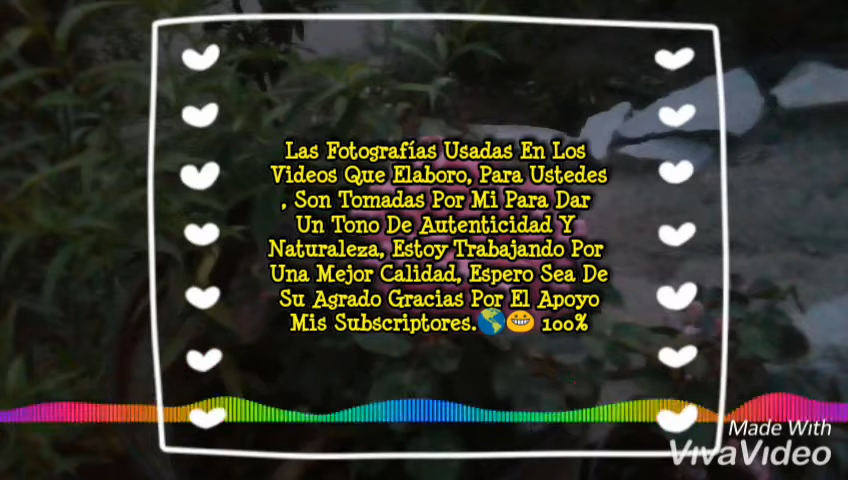 Las Fotografías Usadas En Los
Videos Que Elaboro, Para Ustedes
, Son Tomadas Por Mi Para Dar
Un Tono De Autenticidad Y
Naturaleza, Estoy Trabajando Por
Una Mejor Calidad, Espero Sea De
Su Agrado Gracias Por El Apoyo
Mis Subscriptores.🌎😁 100%
Made With
VivaVideo